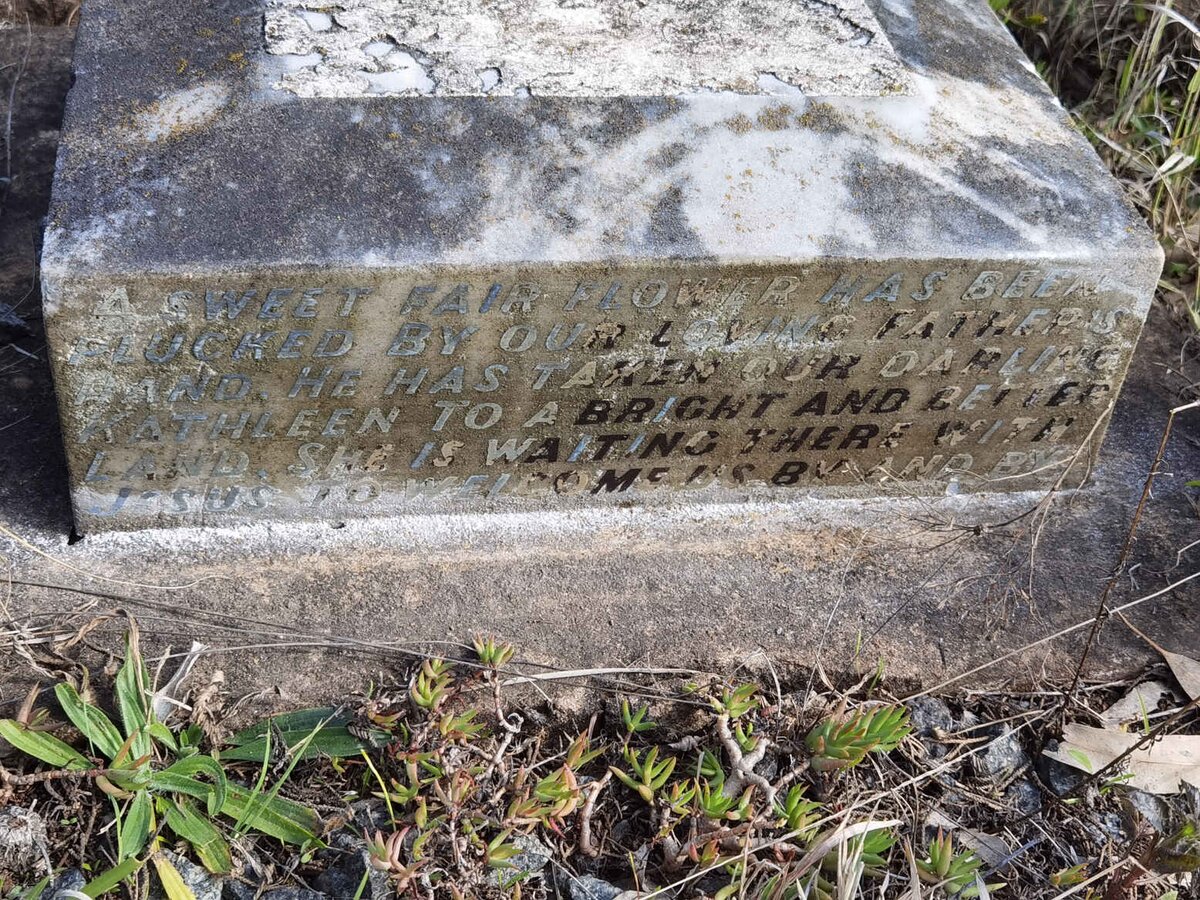 A SWEET FAIR FLOWER HAS BEEN
PLUCKED BY OUR LOVING FATHER'S
HAND. HE HAS TAKEN OUR DARLING
KATHLEEN TO A BRIGHT AND BETTER
LAND. SHE IS WAITING THERE WITH
JESUS TO WELCOME US BY AND BY.